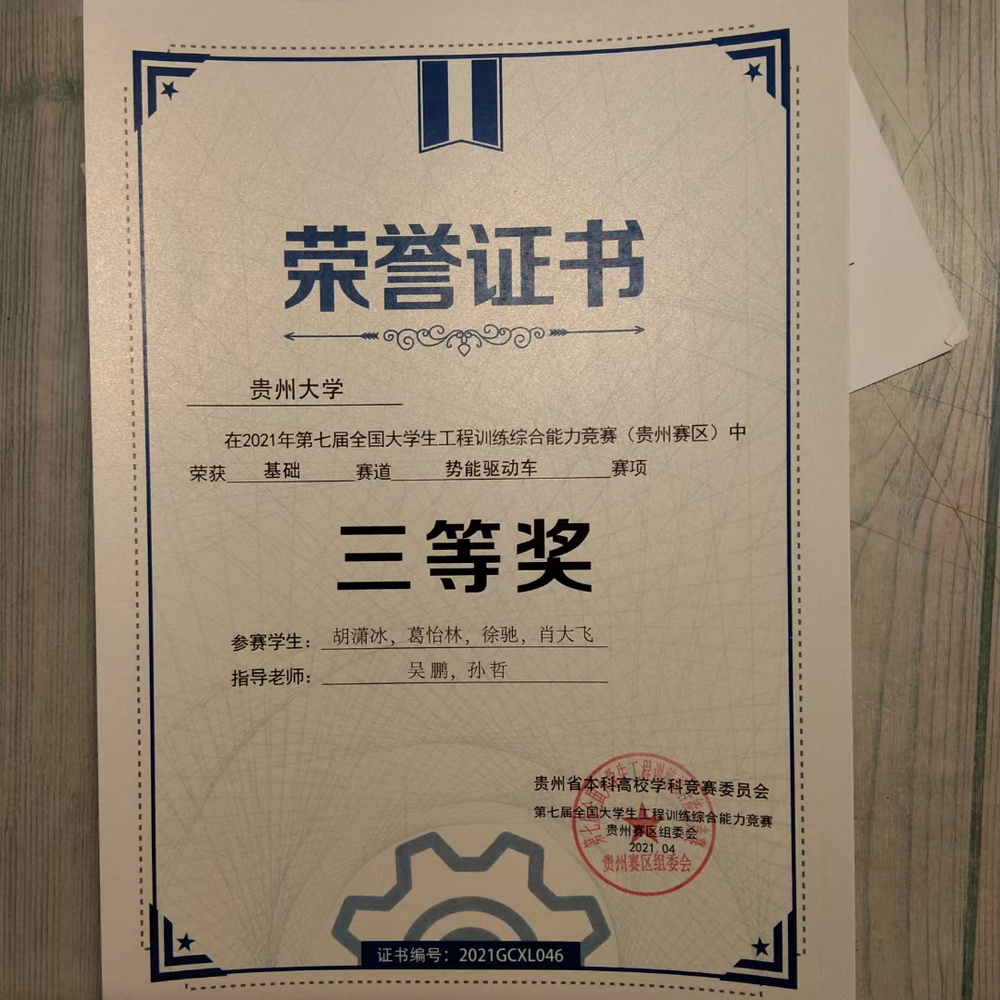 荣誉证书
贵州大学
在2021年第七届全国大学生工程训练综合能力竞赛（贵州赛区）中
荣获 基础 赛道 势能驱动车 赛项
三等奖
参赛学生：胡潇冰，葛怡林，徐驰，肖大飞
指导老师：吴鹏，孙哲
贵州省本科高校学科竞赛委员会
第七届全国大学生工程训练综合能力竞赛
贵州赛区组委会
2021.04
贵州赛区组委会
证书编号：2021GCXL046